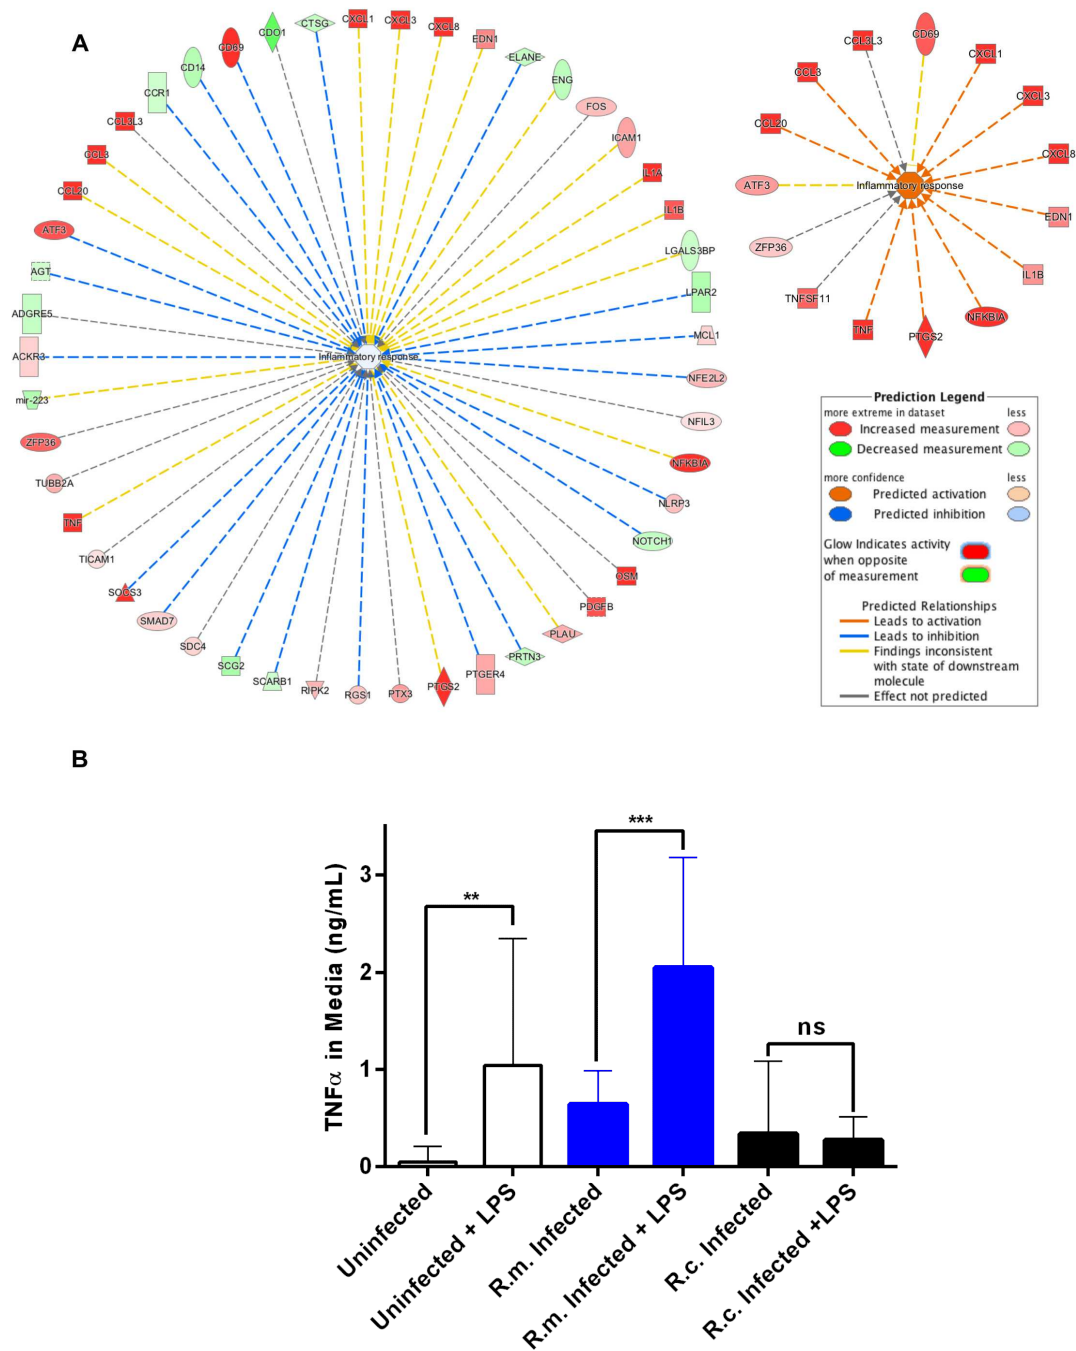 A
CTSG
CXCL1
CXCL3
CXCL8
EDN1
ELANE
ENG
FOS
ICAM1
IL1A
IL1B
LGALS3BP
LPAR2
MCL1
NFE2L2
NFIL3
NFKBIA
NLRP3
NOTCH1
OSM
PDGFB
PLAU
PRTN3
PTGER4
PTGS2
PTX3
RGS1
RIPK2
SCARB1
SCG2
SDC4
SMAD7
SOCS3
TICAM1
TNF
TUBB2A
ZFP36
mir-223
ACKR3
ADGRE5
AGT
ATF3
CCL20
CCL3
CCL3L3
CCR1
CD14
CD69
CDO1
Inflammatory response
CD69
CXCL1
CXCL3
CXCL8
EDN1
IL1B
NFKBIA
PTGS2
TNF
TNFSF11
ZFP36
ATF3
CCL20
CCL3
CCL3L3
Inflammatory response
Prediction Legend
more extreme in dataset less
Increased measurement
Decreased measurement
more confidence less
Predicted activation
Predicted inhibition
Glow Indicates activity
when opposite
of measurement
Predicted Relationships
Leads to activation
Leads to inhibition
Findings inconsistent
with state of downstream
molecule
Effect not predicted
B
TNFα in Media (ng/mL)
3
2
1
0
**
***
ns
Uninfected
Uninfected + LPS
R.m. Infected
R.m. Infected + LPS
R.c. Infected
R.c. Infected +LPS